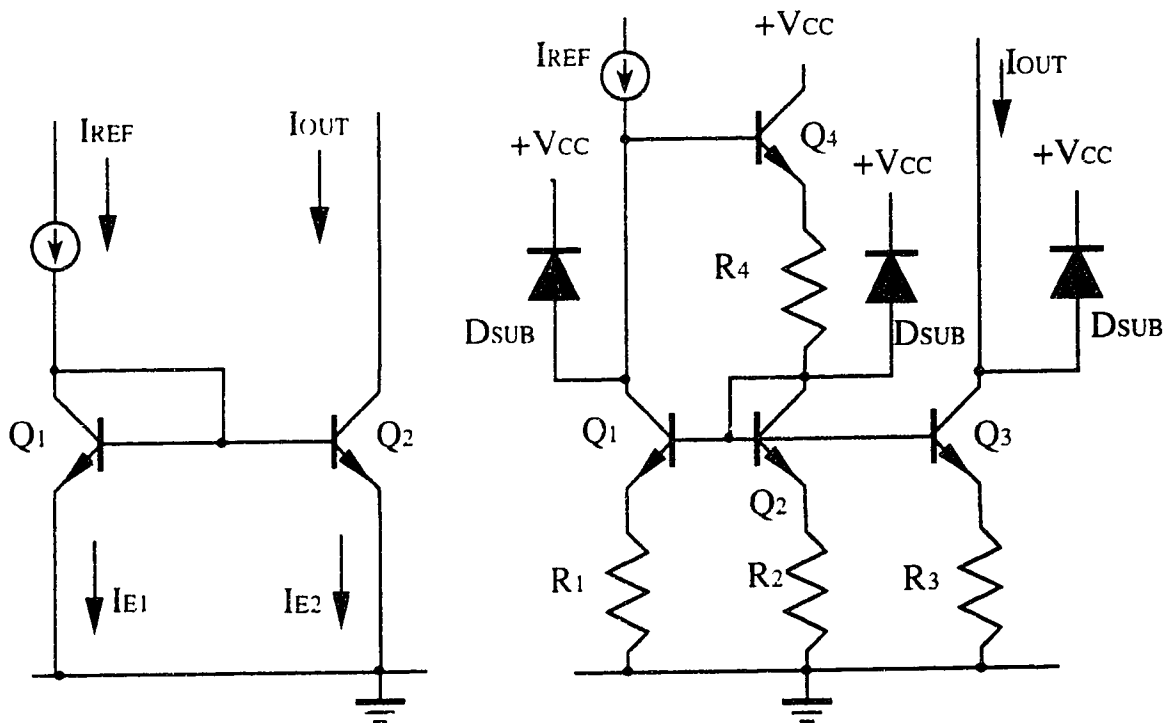 IREF
IOUT
Q1
Q2
IE1
IE2
IREF
+VCC
IOUT
Q4
+VCC
+VCC
+VCC
R4
DSUB
DSUB
DSUB
Q1
Q2
Q3
R1
R2
R3